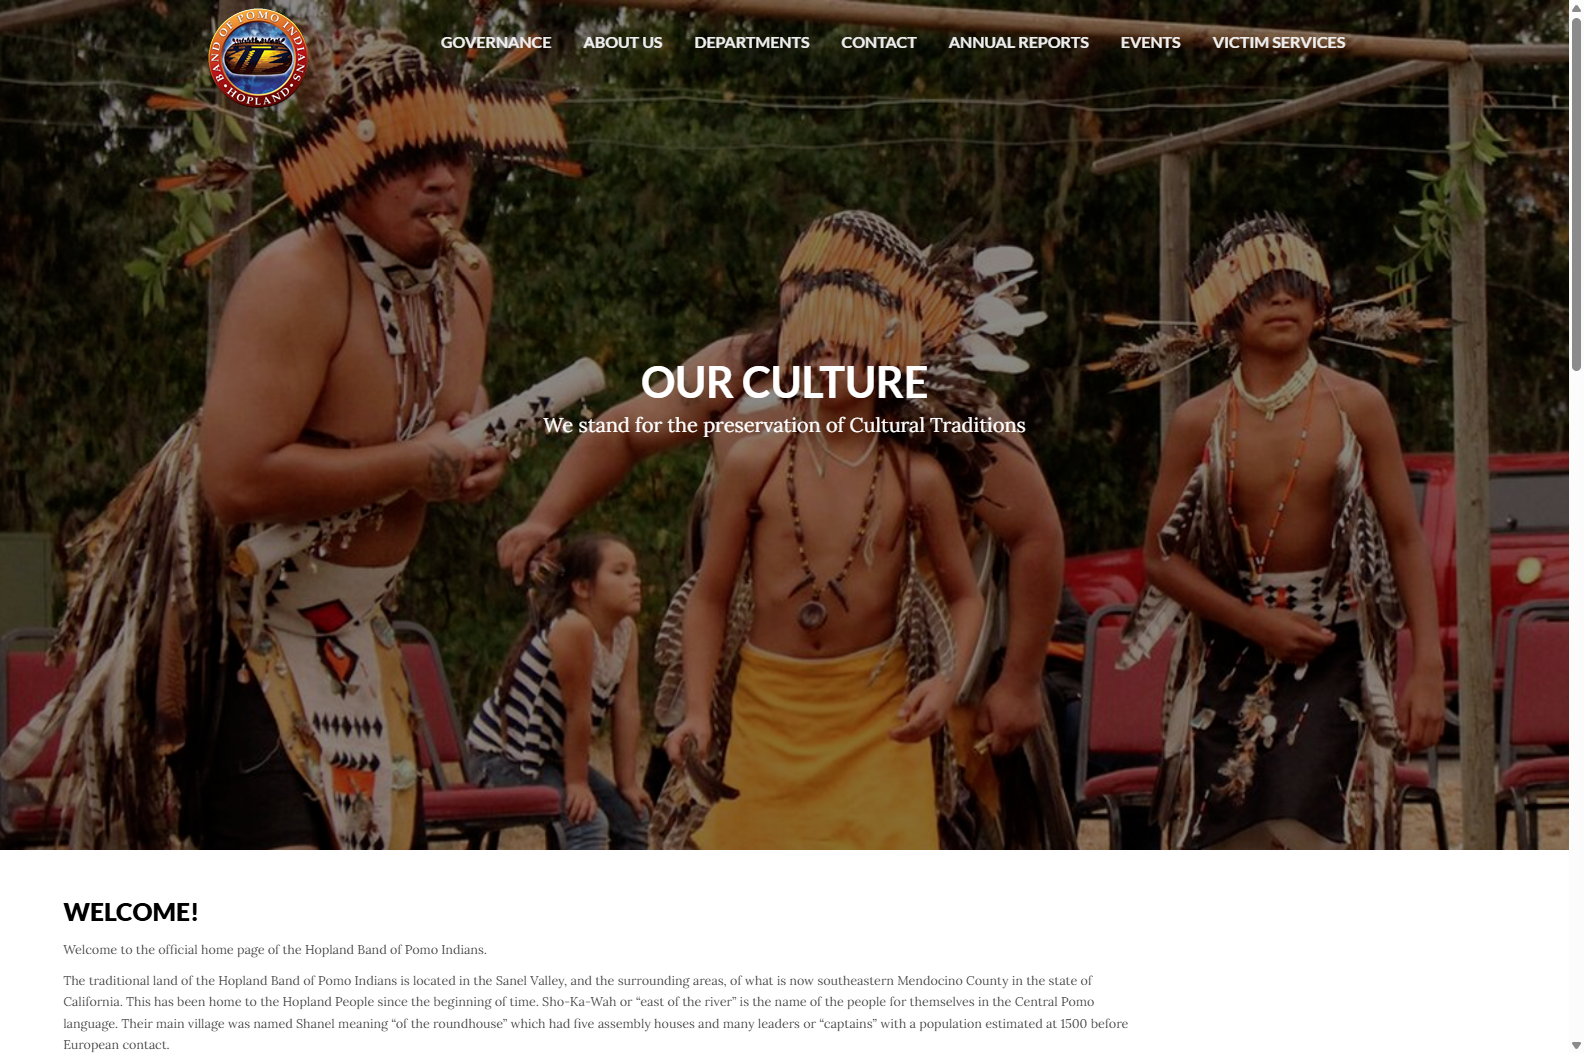 BAND OF POMO INDIANS
HOPLAND
GOVERNANCE ABOUT US DEPARTMENTS CONTACT ANNUAL REPORTS EVENTS VICTIM SERVICES
OUR CULTURE
We stand for the preservation of Cultural Traditions
WELCOME!
Welcome to the official home page of the Hopland Band of Pomo Indians.
The traditional land of the Hopland Band of Pomo Indians is located in the Sanel Valley, and the surrounding areas, of what is now southeastern Mendocino County in the state of
California. This has been home to the Hopland People since the beginning of time. Sho-Ka-Wah or “east of the river” is the name of the people for themselves in the Central Pomo
language. Their main village was named Shanel meaning “of the roundhouse” which had five assembly houses and many leaders or “captains” with a population estimated at 1500 before
European contact.